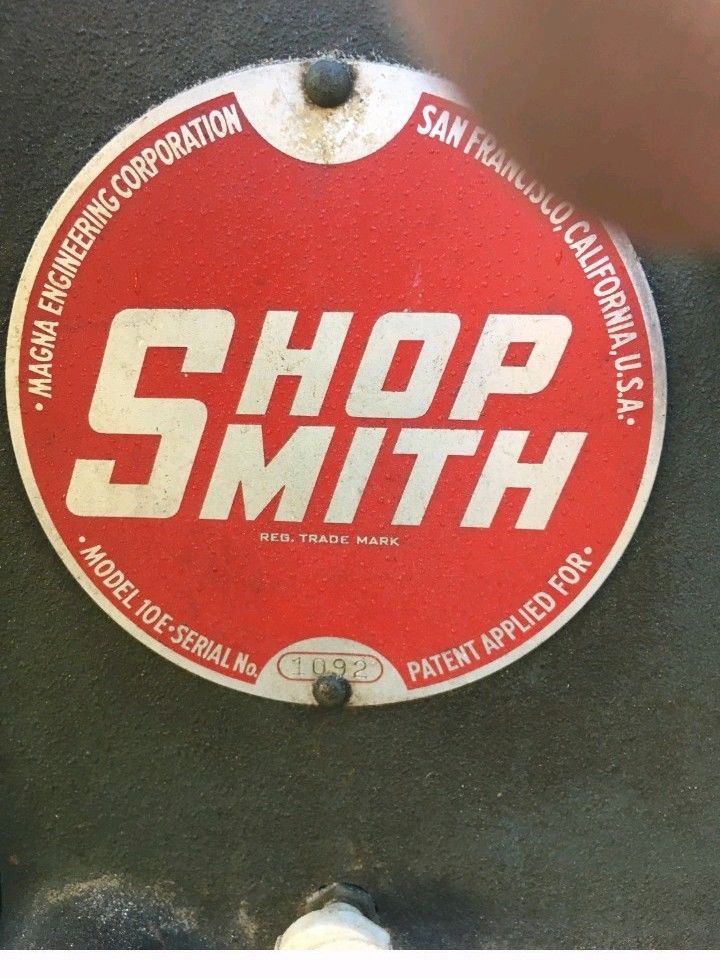 • MAGNA ENGINEERING CORPORATION
SAN FRANCISCO, CALIFORNIA, U.S.A. •
SHOP
SMITH
REG. TRADE MARK
• MODEL 10E • SERIAL No.
1092
PATENT APPLIED FOR •